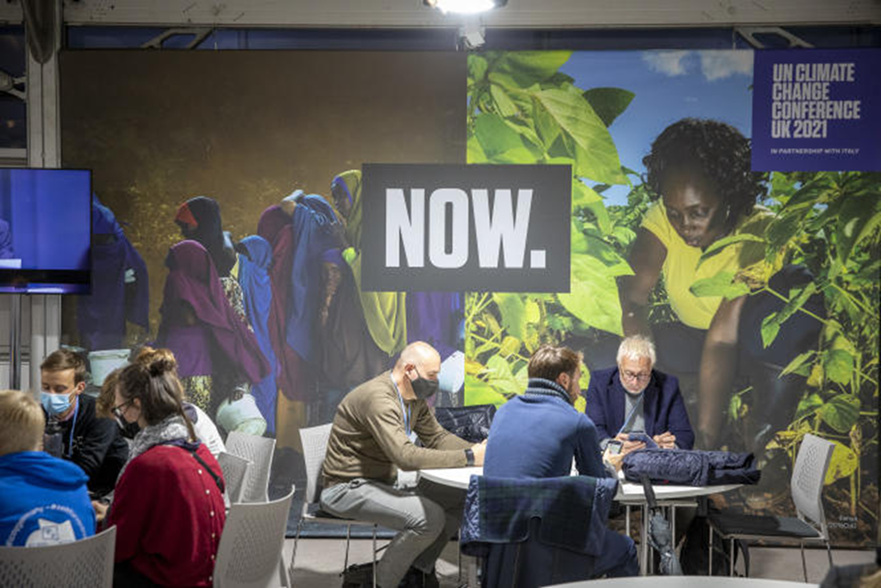 UN CLIMATE
CHANGE
CONFERENCE
UK 2021
IN PARTNERSHIP WITH ITALY
NOW.